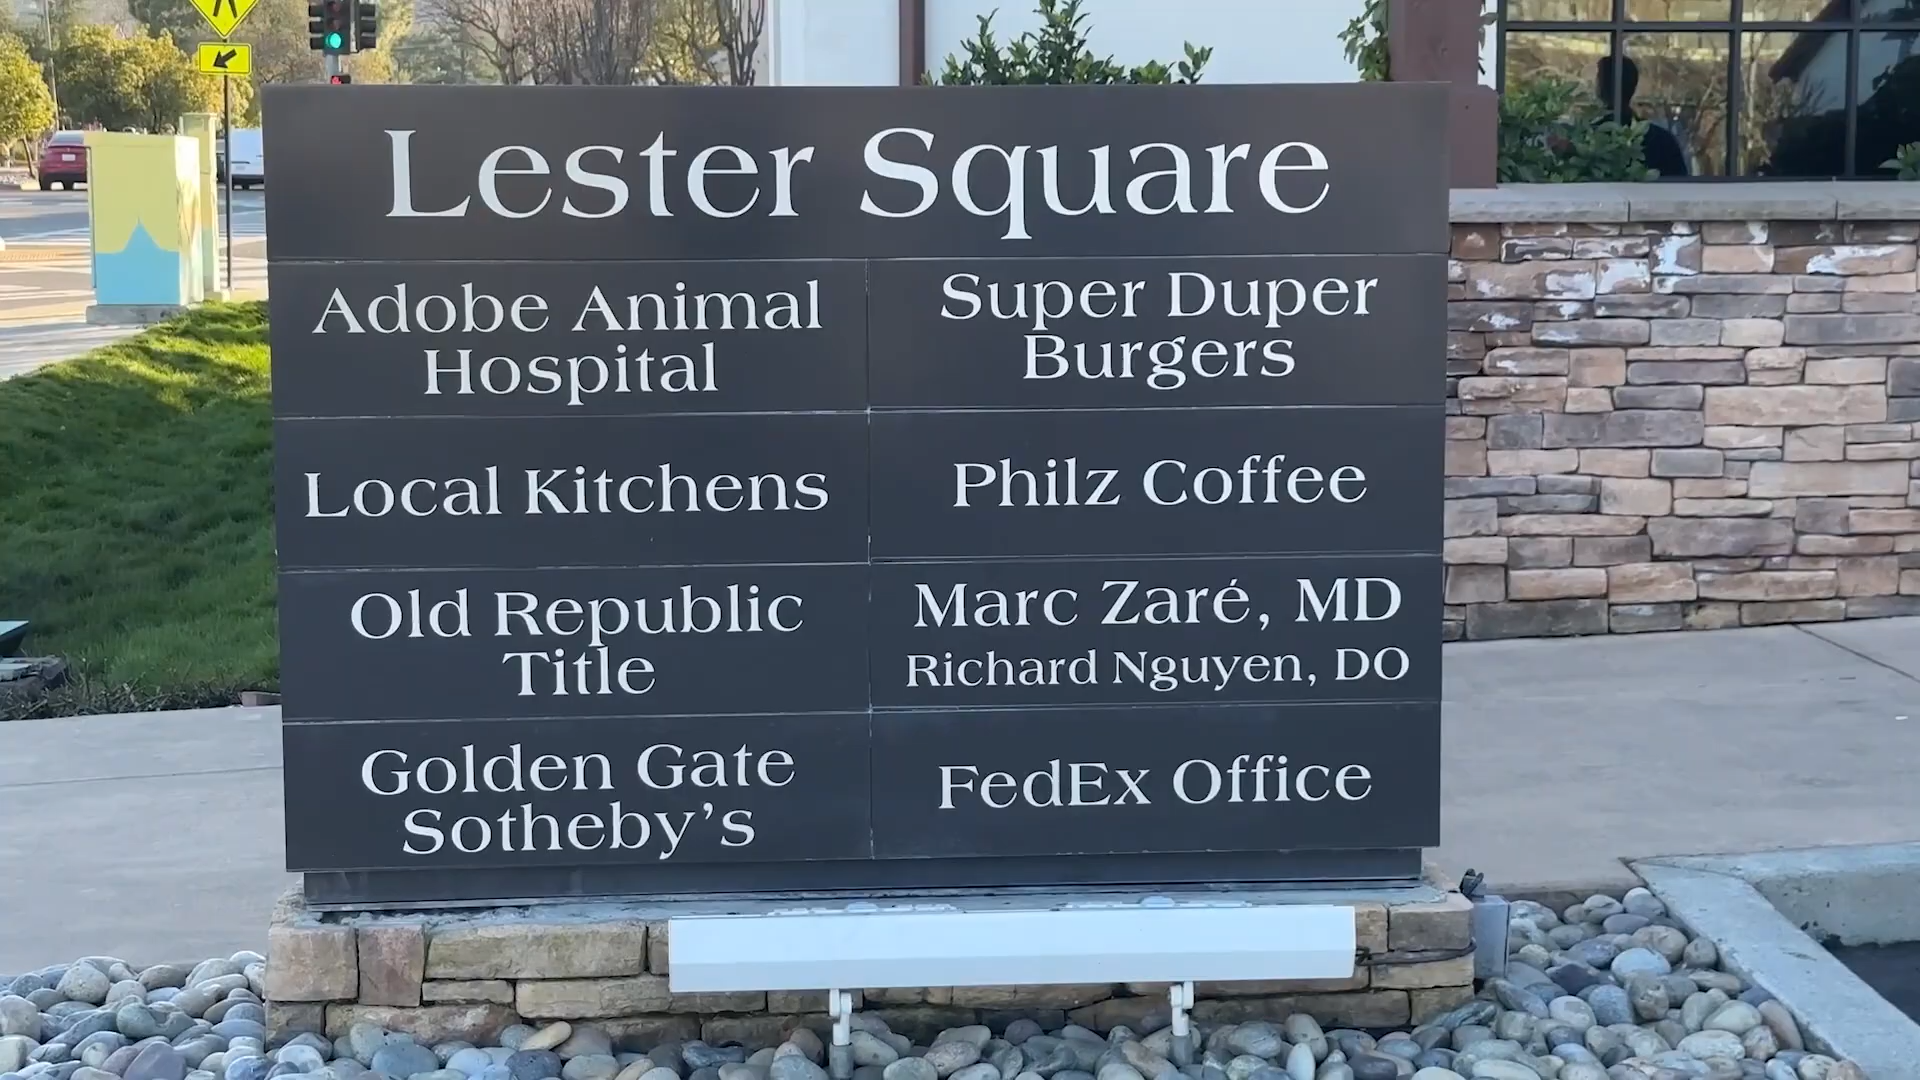 Lester Square
Adobe Animal
Hospital
Super Duper
Burgers
Local Kitchens
Philz Coffee
Old Republic
Title
Marc Zaré, MD
Richard Nguyen, DO
Golden Gate
Sotheby's
FedEx Office